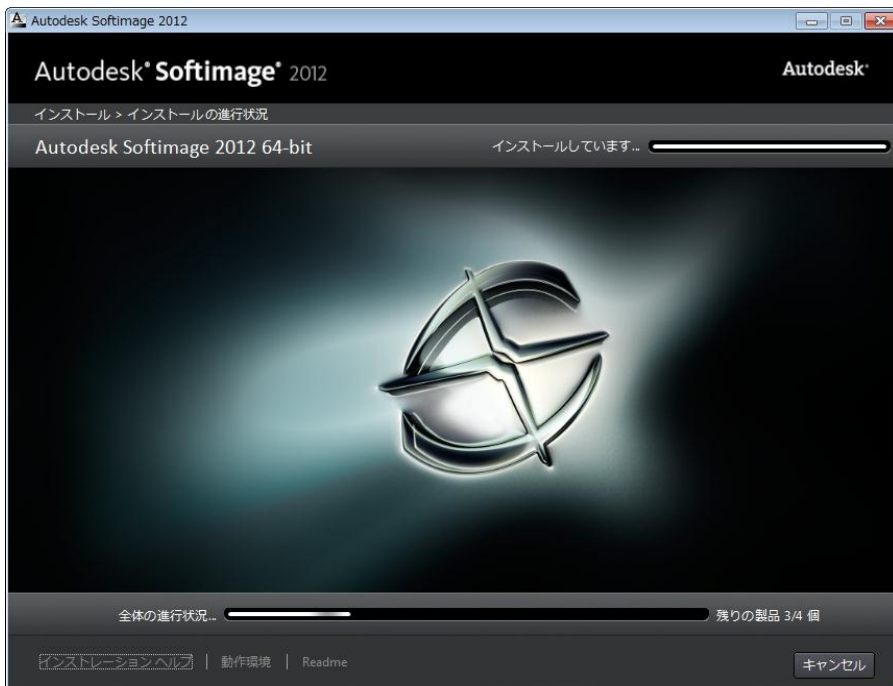 Autodesk Softimage 2012
Autodesk® Softimage® 2012
Autodesk®
インストール > インストールの進行状況
Autodesk Softimage 2012 64-bit
インストールしています...
全体の進行状況...
残りの製品 3/4 個
インストレーション ヘルプ | 動作環境 | Readme
キャンセル